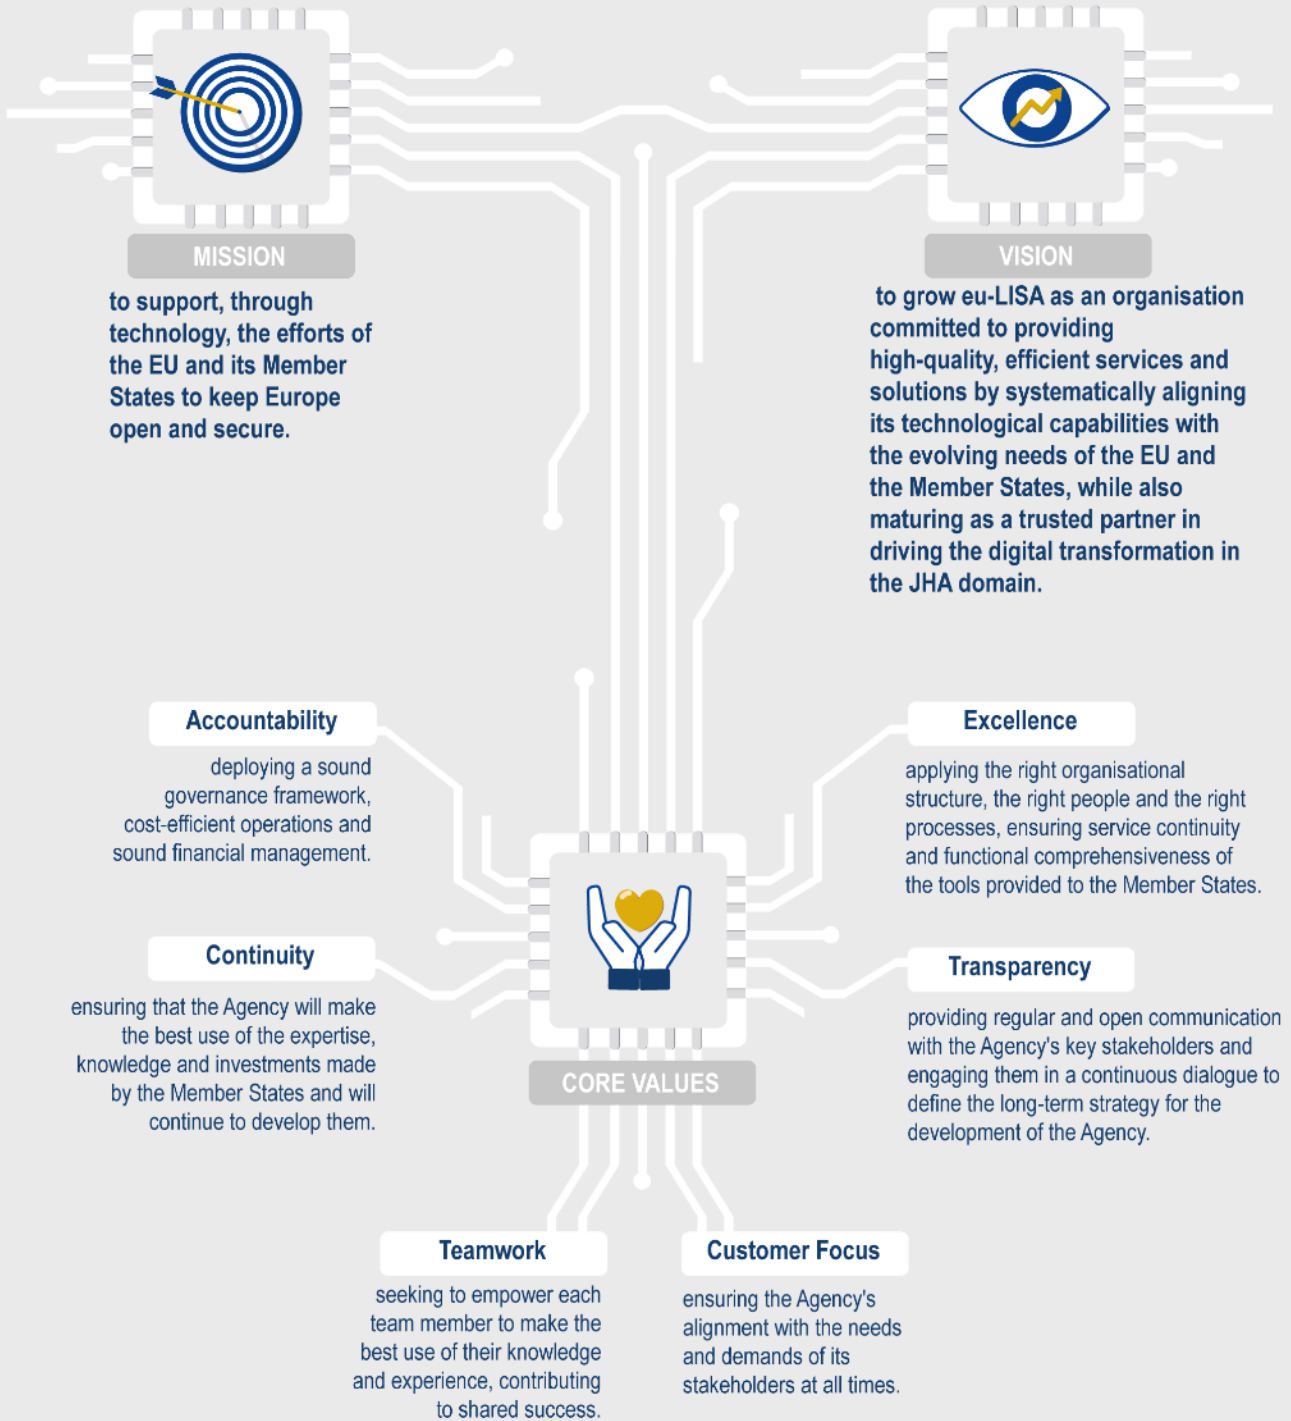 MISSION
to support, through
technology, the efforts of
the EU and its Member
States to keep Europe
open and secure.
VISION
to grow eu-LISA as an organisation
committed to providing
high-quality, efficient services and
solutions by systematically aligning
its technological capabilities with
the evolving needs of the EU and
the Member States, while also
maturing as a trusted partner in
driving the digital transformation in
the JHA domain.
Accountability
deploying a sound
governance framework,
cost-efficient operations and
sound financial management.
Excellence
applying the right organisational
structure, the right people and the right
processes, ensuring service continuity
and functional comprehensiveness of
the tools provided to the Member States.
Continuity
ensuring that the Agency will make
the best use of the expertise,
knowledge and investments made
by the Member States and will
continue to develop them.
Transparency
providing regular and open communication
with the Agency's key stakeholders and
engaging them in a continuous dialogue to
define the long-term strategy for the
development of the Agency.
CORE VALUES
Teamwork
seeking to empower each
team member to make the
best use of their knowledge
and experience, contributing
to shared success.
Customer Focus
ensuring the Agency's
alignment with the needs
and demands of its
stakeholders at all times.